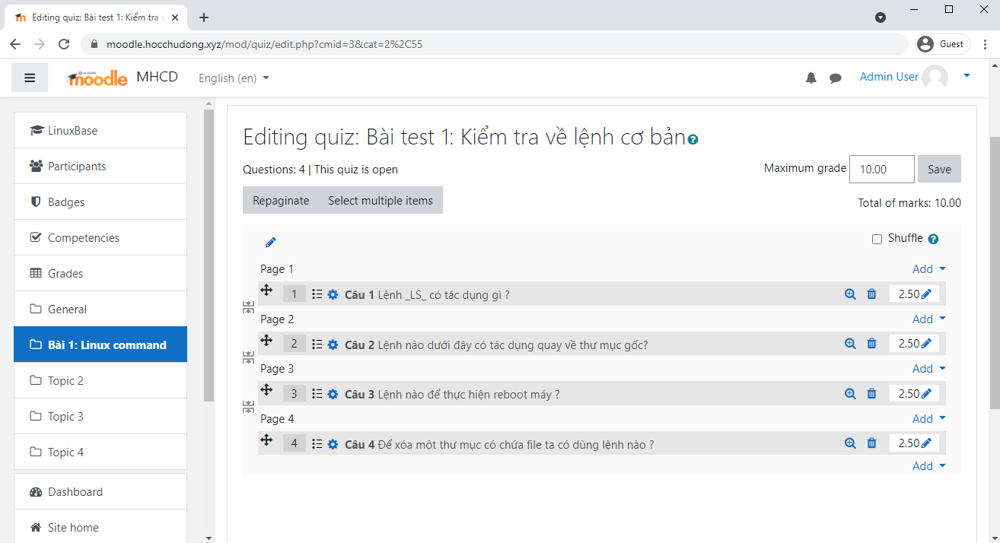 Editing quiz: Bài test 1: Kiểm tra v
moodle.hocchudong.xyz/mod/quiz/edit.php?cmid=3&cat=2%2C55
Guest
moodle MHCD English (en)
Admin User
LinuxBase
Participants
Badges
Competencies
Grades
General
Bài 1: Linux command
Topic 2
Topic 3
Topic 4
Dashboard
Site home
Editing quiz: Bài test 1: Kiểm tra về lệnh cơ bản
Questions: 4 | This quiz is open
Maximum grade 10.00 Save
Repaginate Select multiple items
Total of marks: 10.00
Shuffle
Page 1 Add
1 Câu 1 Lệnh _LS_ có tác dụng gì ? 2.50
Page 2 Add
2 Câu 2 Lệnh nào dưới đây có tác dụng quay về thư mục gốc? 2.50
Page 3 Add
3 Câu 3 Lệnh nào để thực hiện reboot máy ? 2.50
Page 4 Add
4 Câu 4 Để xóa một thư mục có chứa file ta có dùng lệnh nào ? 2.50
Add